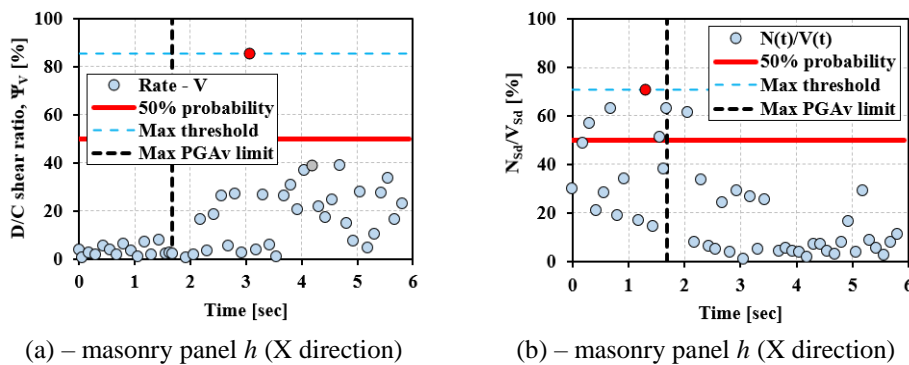 (a)
(b)
100
80
60
40
20
0
D/C shear ratio, Ψ_V [%]
Rate - V
50% probability
Max threshold
Max PGAv limit
0 1 2 3 4 5 6
Time [sec]
100
80
60
40
20
0
N_Sd/V_Sd [%]
N(t)/V(t)
50% probability
Max threshold
Max PGAv limit
0 1 2 3 4 5 6
Time [sec]
(a) – masonry panel h (X direction)
(b) – masonry panel h (X direction)